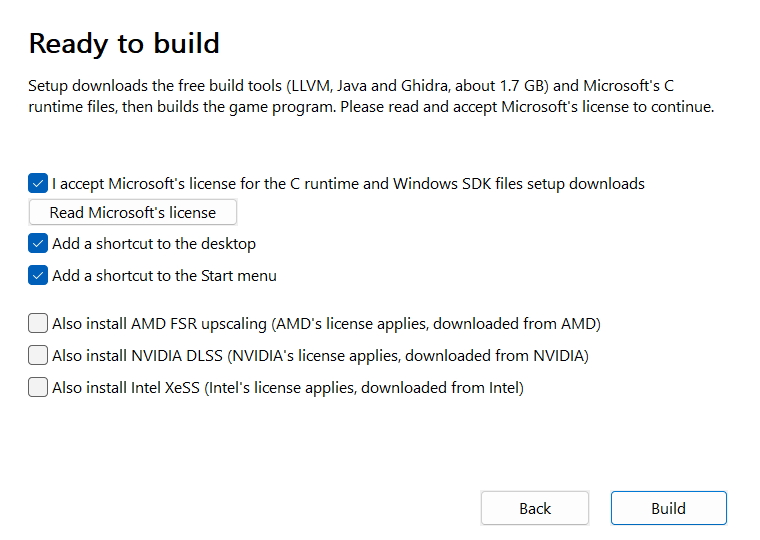 Ready to build
Setup downloads the free build tools (LLVM, Java and Ghidra, about 1.7 GB) and Microsoft's C
runtime files, then builds the game program. Please read and accept Microsoft's license to continue.
I accept Microsoft's license for the C runtime and Windows SDK files setup downloads
Read Microsoft's license
Add a shortcut to the desktop
Add a shortcut to the Start menu
Also install AMD FSR upscaling (AMD's license applies, downloaded from AMD)
Also install NVIDIA DLSS (NVIDIA's license applies, downloaded from NVIDIA)
Also install Intel XeSS (Intel's license applies, downloaded from Intel)
Back
Build